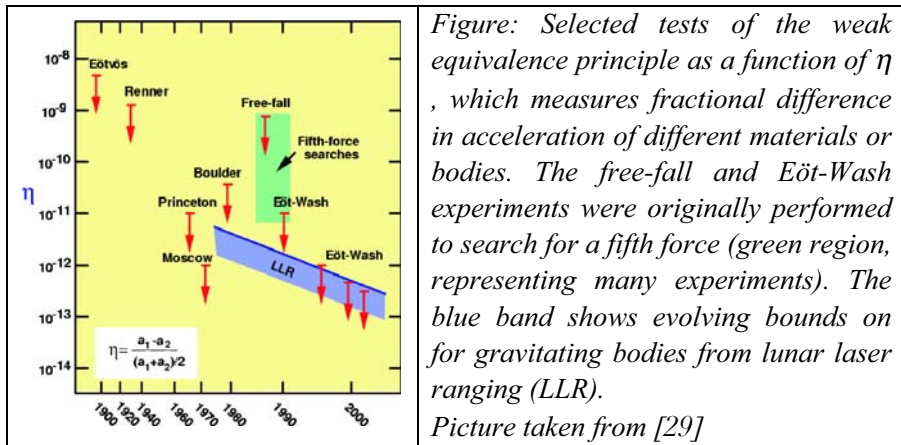 10⁻⁸
Eötvös
Renner
10⁻⁹
Free-fall
Fifth-force
searches
10⁻¹⁰
Boulder
η
Princeton
Eöt-Wash
10⁻¹¹
Moscow
Eöt-Wash
10⁻¹²
LLR
10⁻¹³
η= a₁ -a₂
(a₁+a₂)/2
10⁻¹⁴
1900
1920
1940
1960
1970
1980
1990
2000
Figure: Selected tests of the weak
equivalence principle as a function of η
, which measures fractional difference
in acceleration of different materials or
bodies. The free-fall and Eöt-Wash
experiments were originally performed
to search for a fifth force (green region,
representing many experiments). The
blue band shows evolving bounds on
for gravitating bodies from lunar laser
ranging (LLR).
Picture taken from [29]